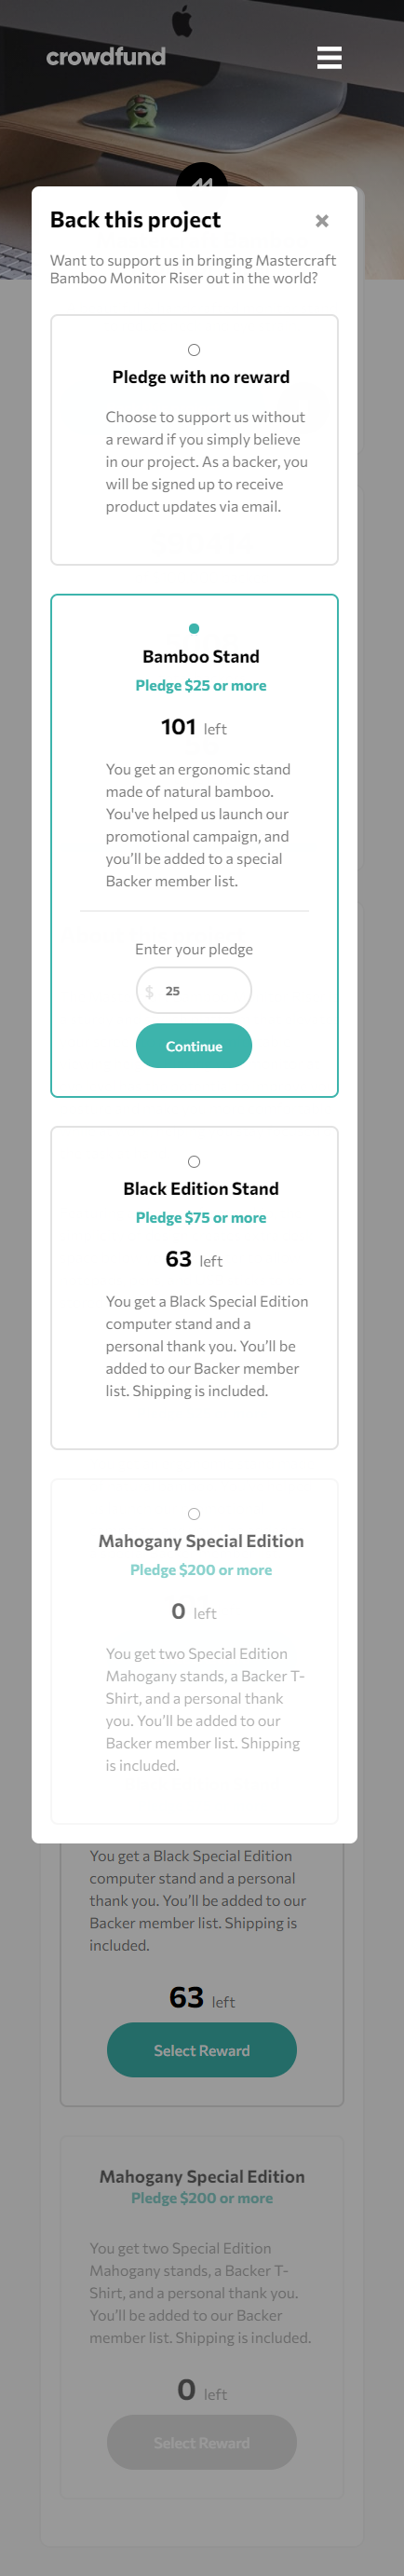 crowdfund
Back this project
Want to support us in bringing Mastercraft
Bamboo Monitor Riser out in the world?
Pledge with no reward
Choose to support us without
a reward if you simply believe
in our project. As a backer, you
will be signed up to receive
product updates via email.
Bamboo Stand
Pledge $25 or more
101 left
You get an ergonomic stand
made of natural bamboo.
You've helped us launch our
promotional campaign, and
you’ll be added to a special
Backer member list.
Enter your pledge
$ 25
Continue
Black Edition Stand
Pledge $75 or more
63 left
You get a Black Special Edition
computer stand and a
personal thank you. You’ll be
added to our Backer member
list. Shipping is included.
Mahogany Special Edition
Pledge $200 or more
0 left
You get two Special Edition
Mahogany stands, a Backer T-
Shirt, and a personal thank
you. You’ll be added to our
Backer member list. Shipping
is included.
You get a Black Special Edition
computer stand and a personal
thank you. You’ll be added to our
Backer member list. Shipping is
included.
63 left
Select Reward
Mahogany Special Edition
Pledge $200 or more
You get two Special Edition
Mahogany stands, a Backer T-
Shirt, and a personal thank you.
You’ll be added to our Backer
member list. Shipping is included.
0 left
Select Reward